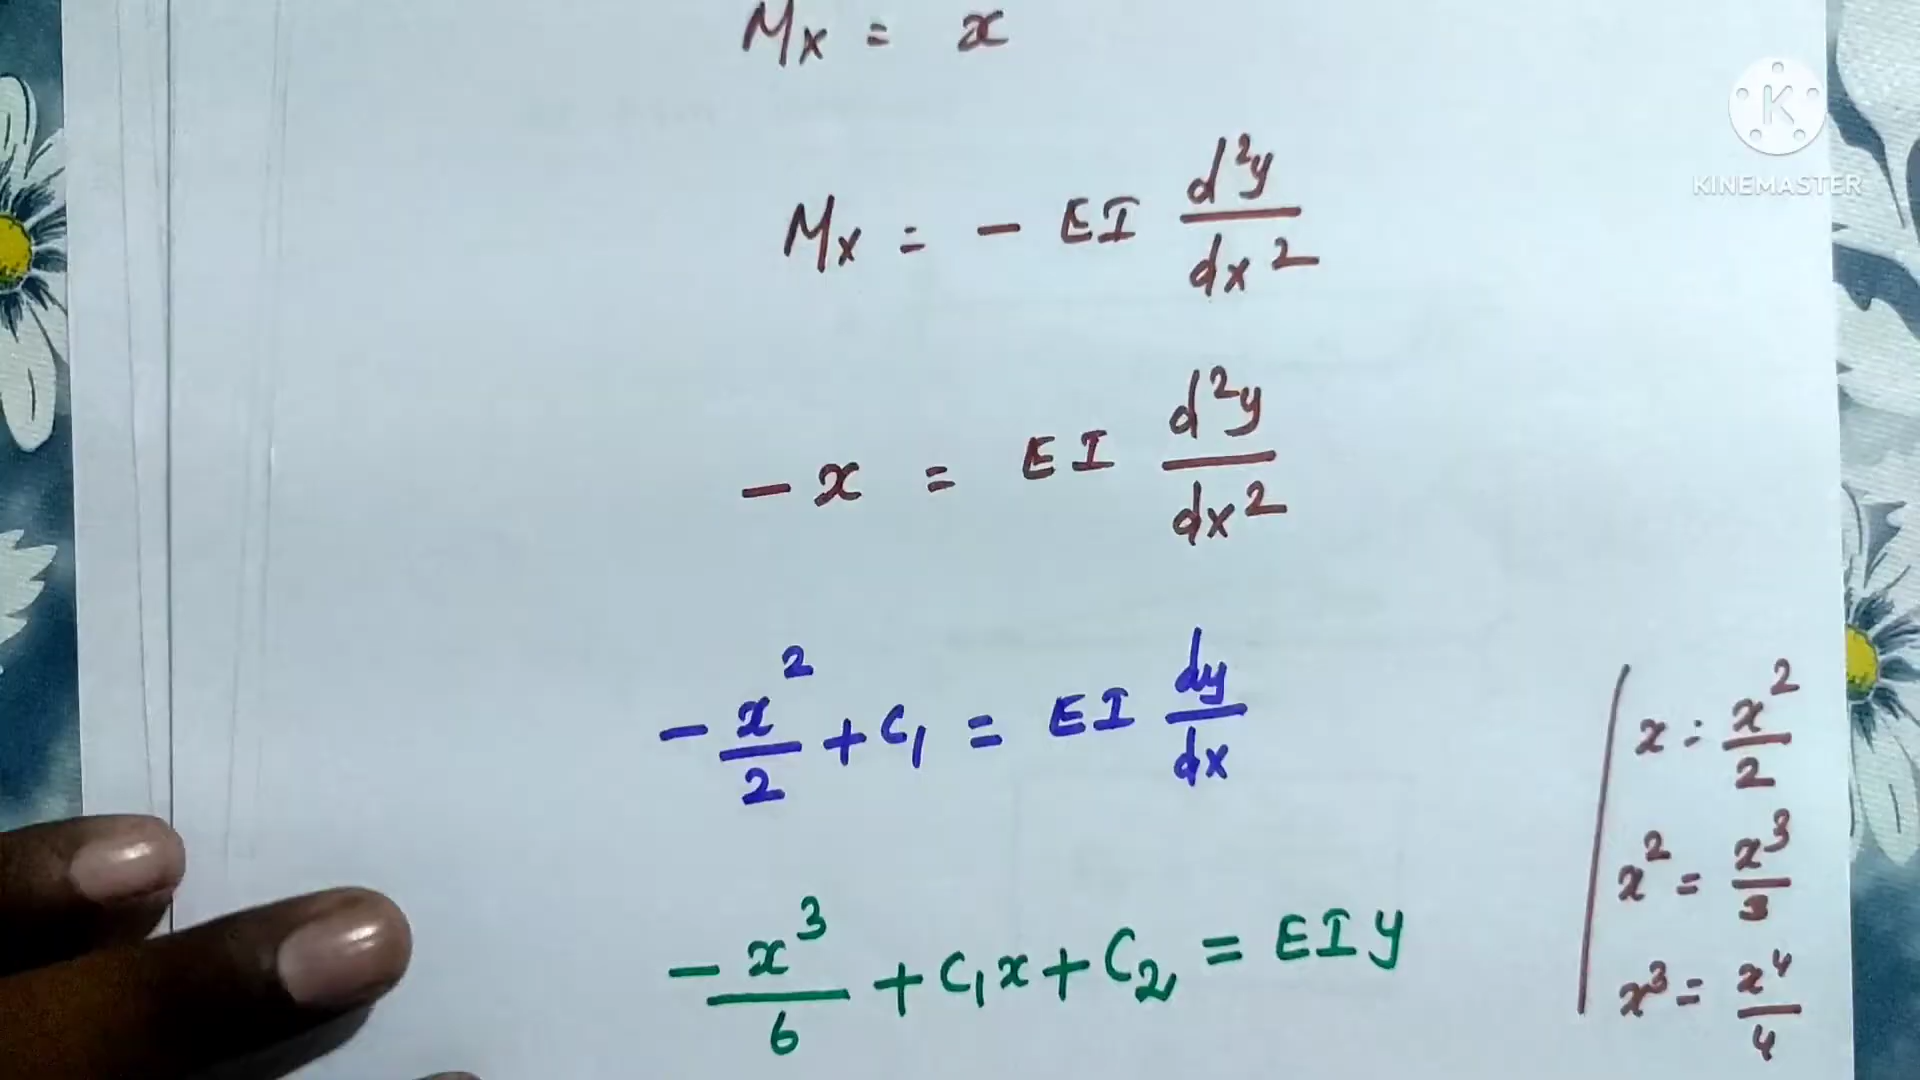 Mx = x
K
KINEMASTER
Mx = - EI d²y/dx²
-x = EI d²y/dx²
-x²/2 + C₁ = EI dy/dx
x = x²/2
x² = x³/3
-x³/6 + C₁x + C₂ = EIy
x³ = x⁴/4